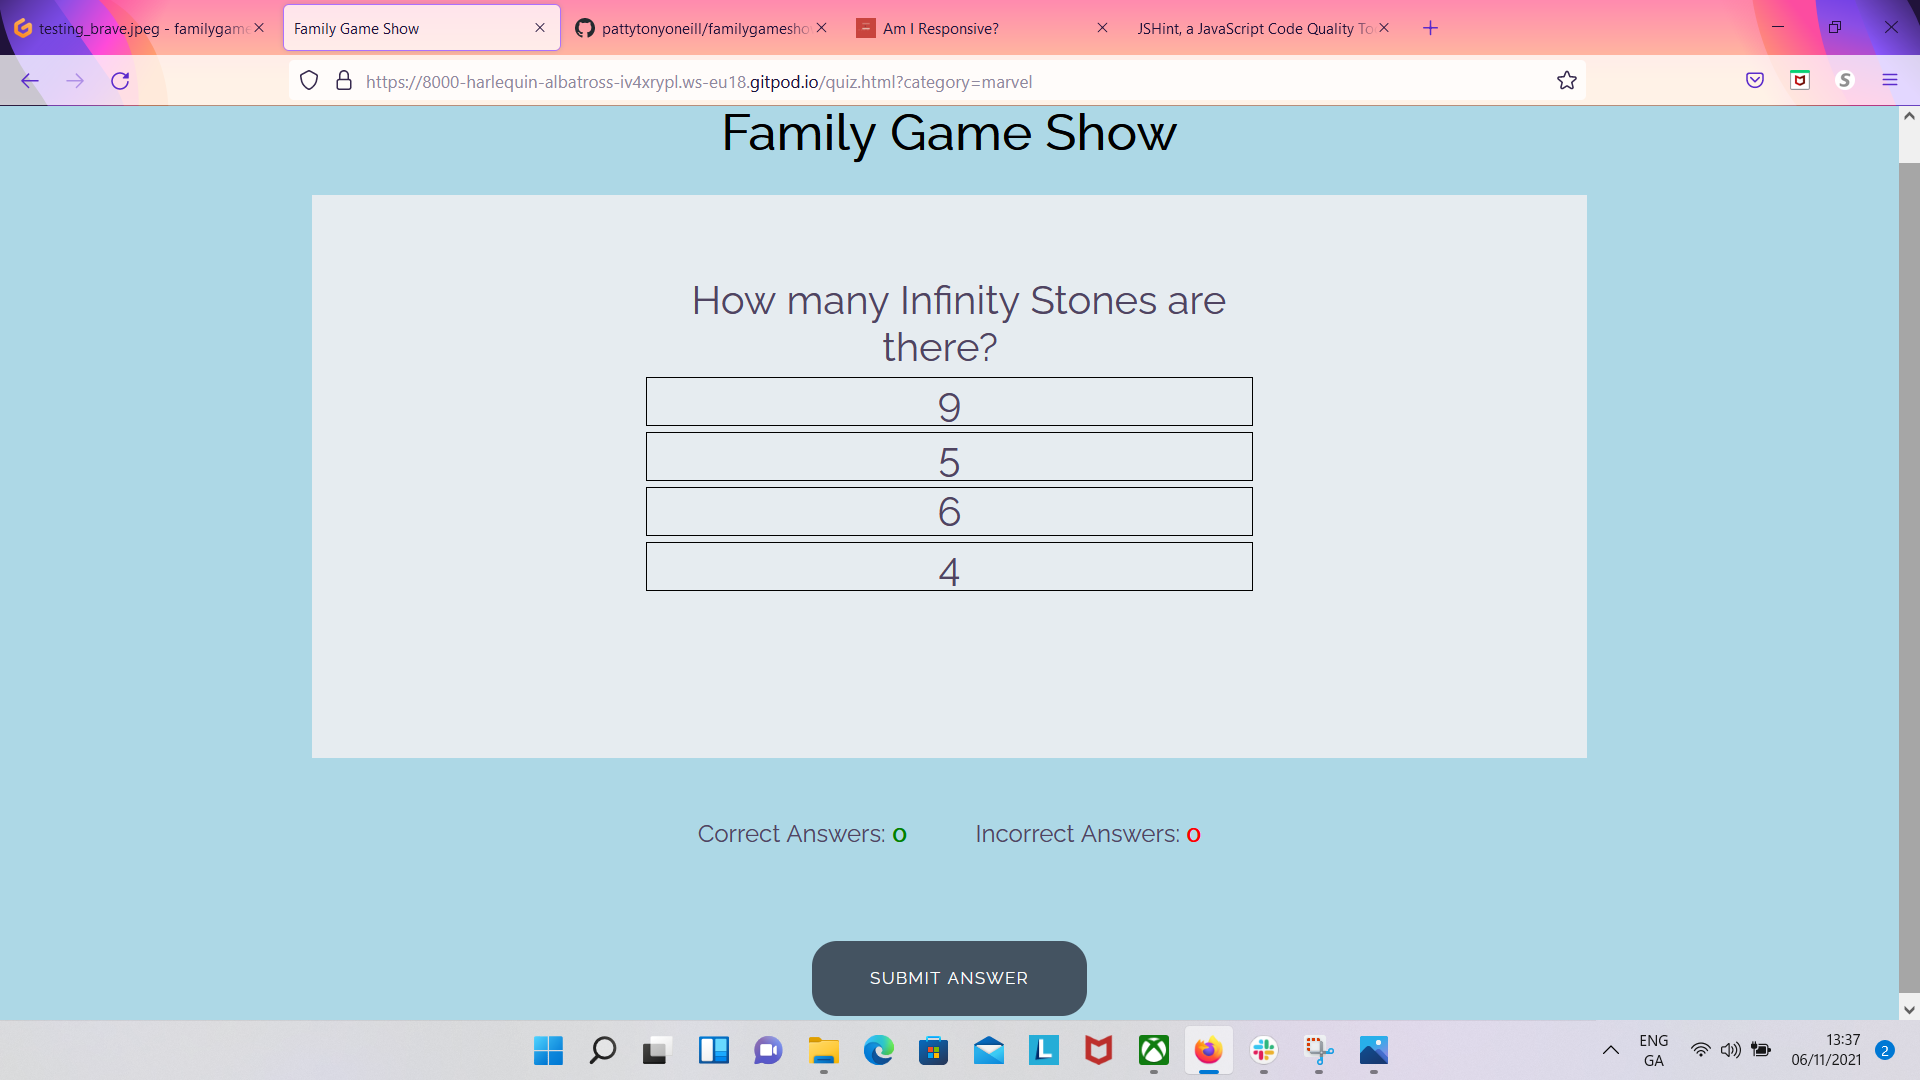 testing_brave.jpeg - familygame
Family Game Show
pattytonyoneill/familygamesho
Am I Responsive?
JSHint, a JavaScript Code Quality To
https://8000-harlequin-albatross-iv4xrypl.ws-eu18.gitpod.io/quiz.html?category=marvel
Family Game Show
How many Infinity Stones are
there?
9
5
6
4
Correct Answers: 0
Incorrect Answers: 0
SUBMIT ANSWER
ENG
GA
13:37
06/11/2021
2